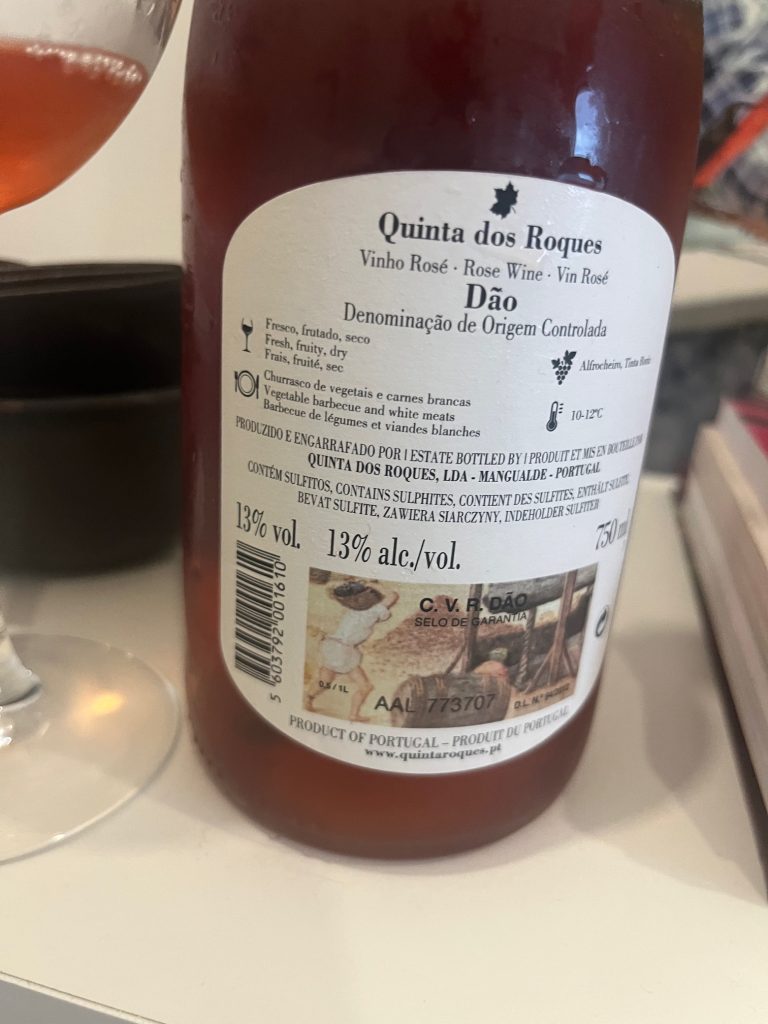 Quinta dos Roques
Vinho Rosé · Rose Wine · Vin Rosé
Dão
Denominação de Origem Controlada
Fresco, frutado, seco
Fresh, fruity, dry
Frais, fruité, sec
Alfrocheiro, Tinta Roriz
Churrasco de vegetais e carnes brancas
Vegetable barbecue and white meats
Barbecue de légumes et viandes blanches
10-12ºC
PRODUZIDO E ENGARRAFADO POR | ESTATE BOTTLED BY | PRODUIT ET MIS EN BOUTEILLE
QUINTA DOS ROQUES, LDA - MANGUALDE - PORTUGAL
CONTÉM SULFITOS, CONTAINS SULPHITES, CONTIENT DES SULFITES, ENTHÄLT
BEVAT SULFITE, ZAWIERA SIARCZYNY, INDEHOLDER SULFITER
13% vol.
13% alc./vol.
750 ml
C. V. R. DÃO
SELO DE GARANTIA
0.5 / 1L
AAL 773707
D.L. N.º
5 603792 001610
PRODUCT OF PORTUGAL – PRODUIT DU PORTUGAL
www.quintaroques.pt